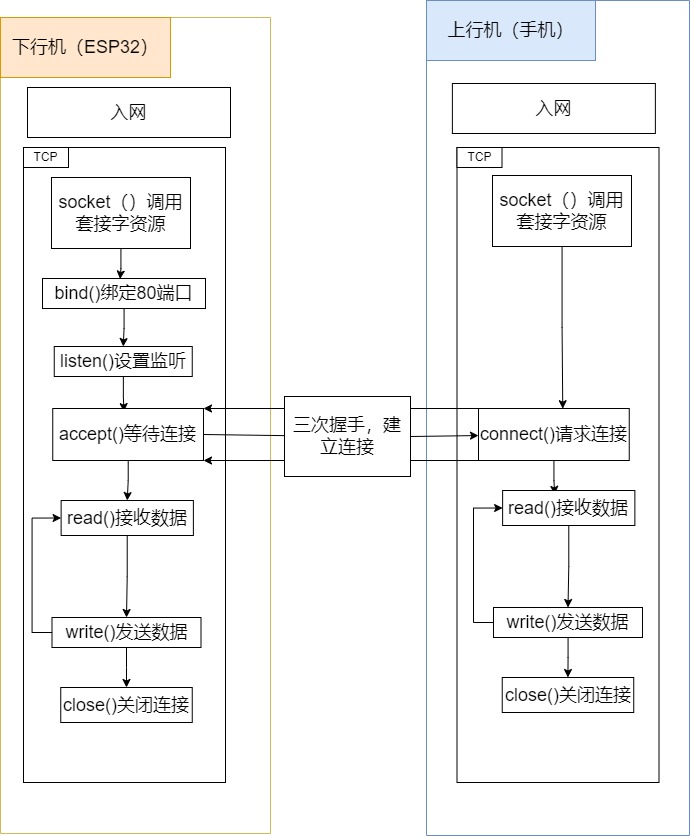 下行机（ESP32）
入网
TCP
socket（）调用
套接字资源
bind()绑定80端口
listen()设置监听
accept()等待连接
read()接收数据
write()发送数据
close()关闭连接
三次握手，建
立连接
上行机（手机）
入网
TCP
socket（）调用
套接字资源
connect()请求连接
read()接收数据
write()发送数据
close()关闭连接